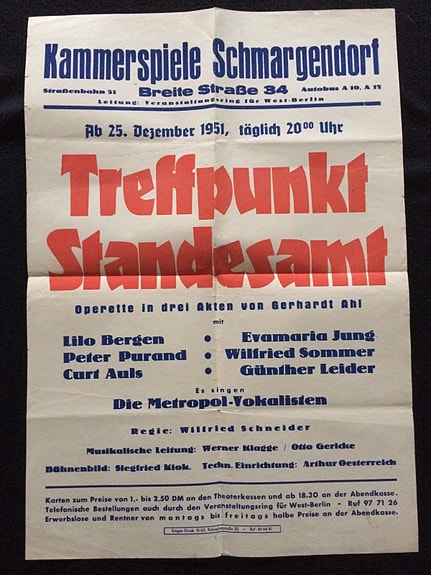 Kammerspiele Schmargendorf
Straßenbahn 51 Breite Straße 34 Autobus A 10, A 17
Leitung: Veranstaltungsring für West-Berlin
Ab 25. Dezember 1951, täglich 20⁰⁰ Uhr
Treffpunkt
Standesamt
Operette in drei Akten von Gerhardt Ahl
mit
Lilo Bergen • Evamaria Jung
Peter Purand • Wilfried Sommer
Curt Auls • Günther Leider
Es singen
Die Metropol-Vokalisten
Regie: Wilfried Schneider
Musikalische Leitung: Werner Klagge / Otto Gericke
Bühnenbild: Siegfried Kiok. Techn. Einrichtung: Arthur Oesterreich
Karten zum Preise von 1,- bis 2.50 DM an den Theaterkassen und ab 18.30 an der Abendkasse.
Telefonische Bestellungen auch durch den Veranstaltungsring für West-Berlin - Ruf 97 71 26
Erwerbslose und Rentner von montags bis freitags halbe Preise an der Abendkasse.